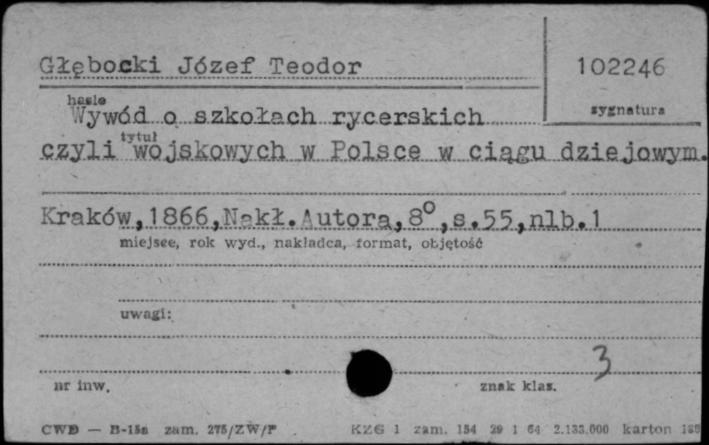 Głębocki Józef Teodor
102246
hasło
sygnatura
Wywód o szkołach rycerskich
tytuł
czyli wojskowych w Polsce w ciągu dziejowym.
Kraków,1866,Nakł.Autora,8°,s.55,nlb.1
miejsce, rok wyd., nakładca, format, objętość
uwagi:
3
nr inw.
znak klas.
CWD — B-15a zam. 275/ZW/P
KZG 1 zam. 154 29 1 64 2.133.000 karton